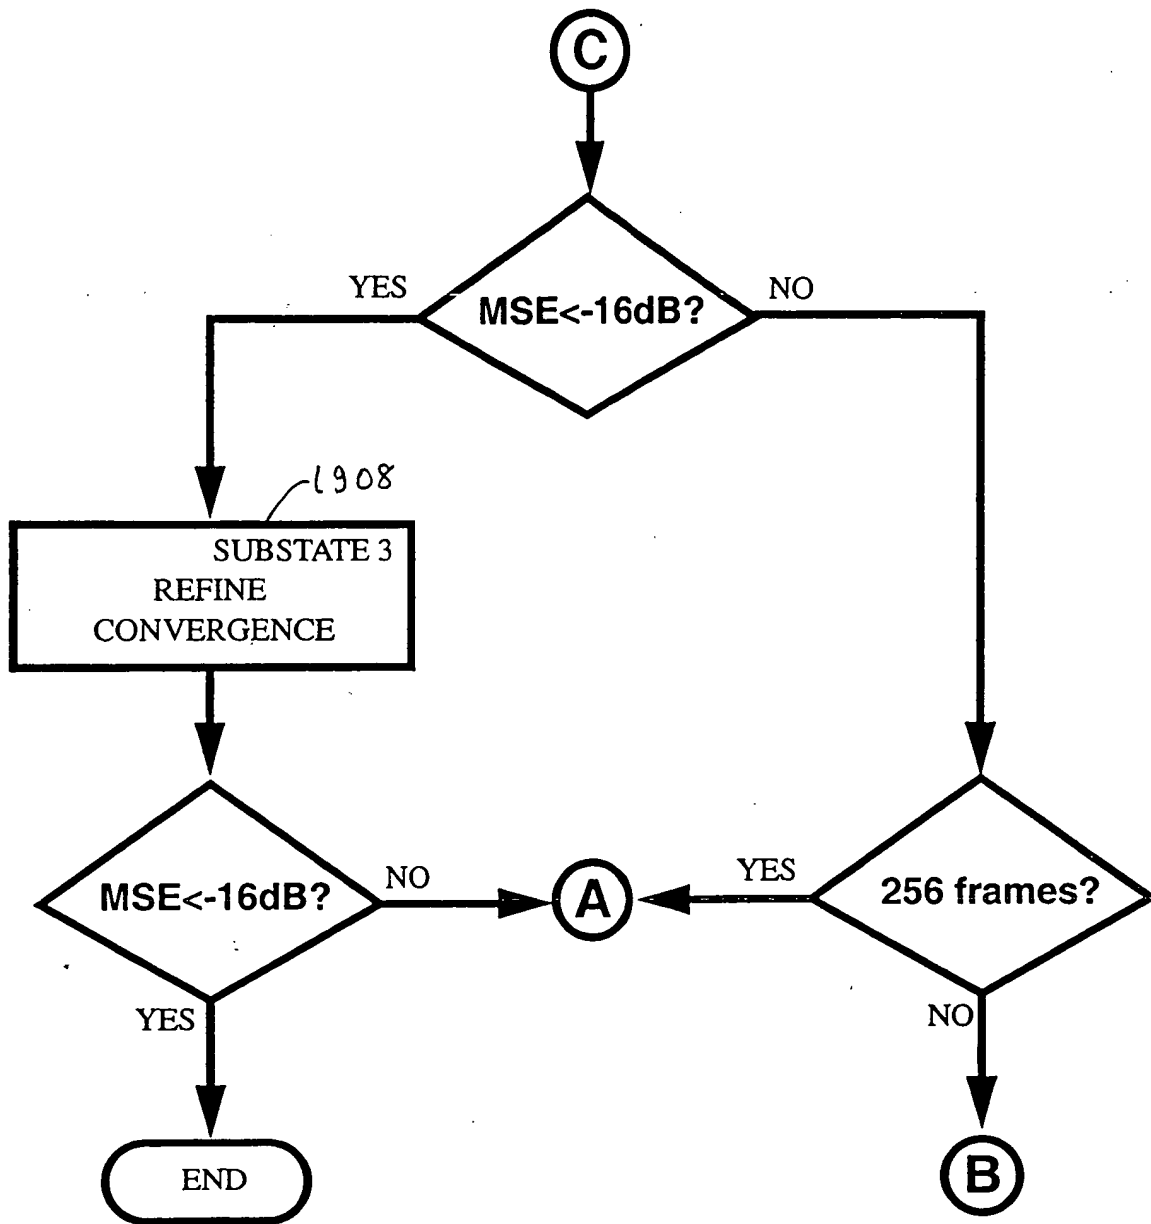 C
YES
NO
MSE<-16dB?
1908
SUBSTATE 3
REFINE
CONVERGENCE
MSE<-16dB?
NO
A
YES
256 frames?
YES
NO
END
B